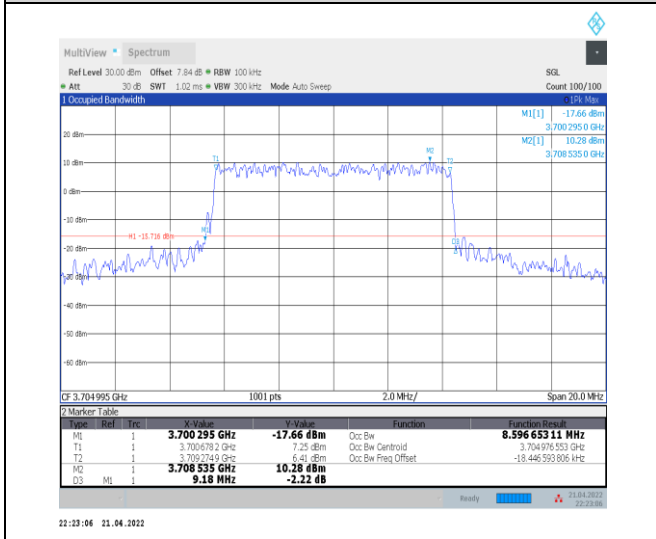 MultiView Spectrum
Ref Level 30.00 dBm Offset 7.84 dB RBW 100 kHz SGL
Att 30 dB SWT 1.02 ms VBW 300 kHz Mode Auto Sweep Count 100/100
1 Occupied Bandwidth 1Pk Max
M1[1] -17.66 dBm
3.700 295 0 GHz
M2[1] 10.28 dBm
3.708 535 0 GHz
20 dBm
M2
T1 T2
10 dBm
0 dBm
-10 dBm
M1
H1 -15.716 dBm
D3
-20 dBm
-30 dBm
-40 dBm
-50 dBm
-60 dBm
CF 3.704 995 GHz 1001 pts 2.0 MHz/ Span 20.0 MHz
2 Marker Table
Type Ref Trc X-Value Y-Value Function Function Result
M1 1 3.700 295 GHz -17.66 dBm Occ Bw 8.596 653 11 MHz
T1 1 3.700 678 2 GHz 7.25 dBm Occ Bw Centroid 3.704 976 553 GHz
T2 1 3.709 274 9 GHz 6.41 dBm Occ Bw Freq Offset -18.446 593 806 kHz
M2 1 3.708 535 GHz 10.28 dBm
D3 M1 1 9.18 MHz -2.22 dB
Ready 21.04.2022
22:23:06
22:23:06 21.04.2022